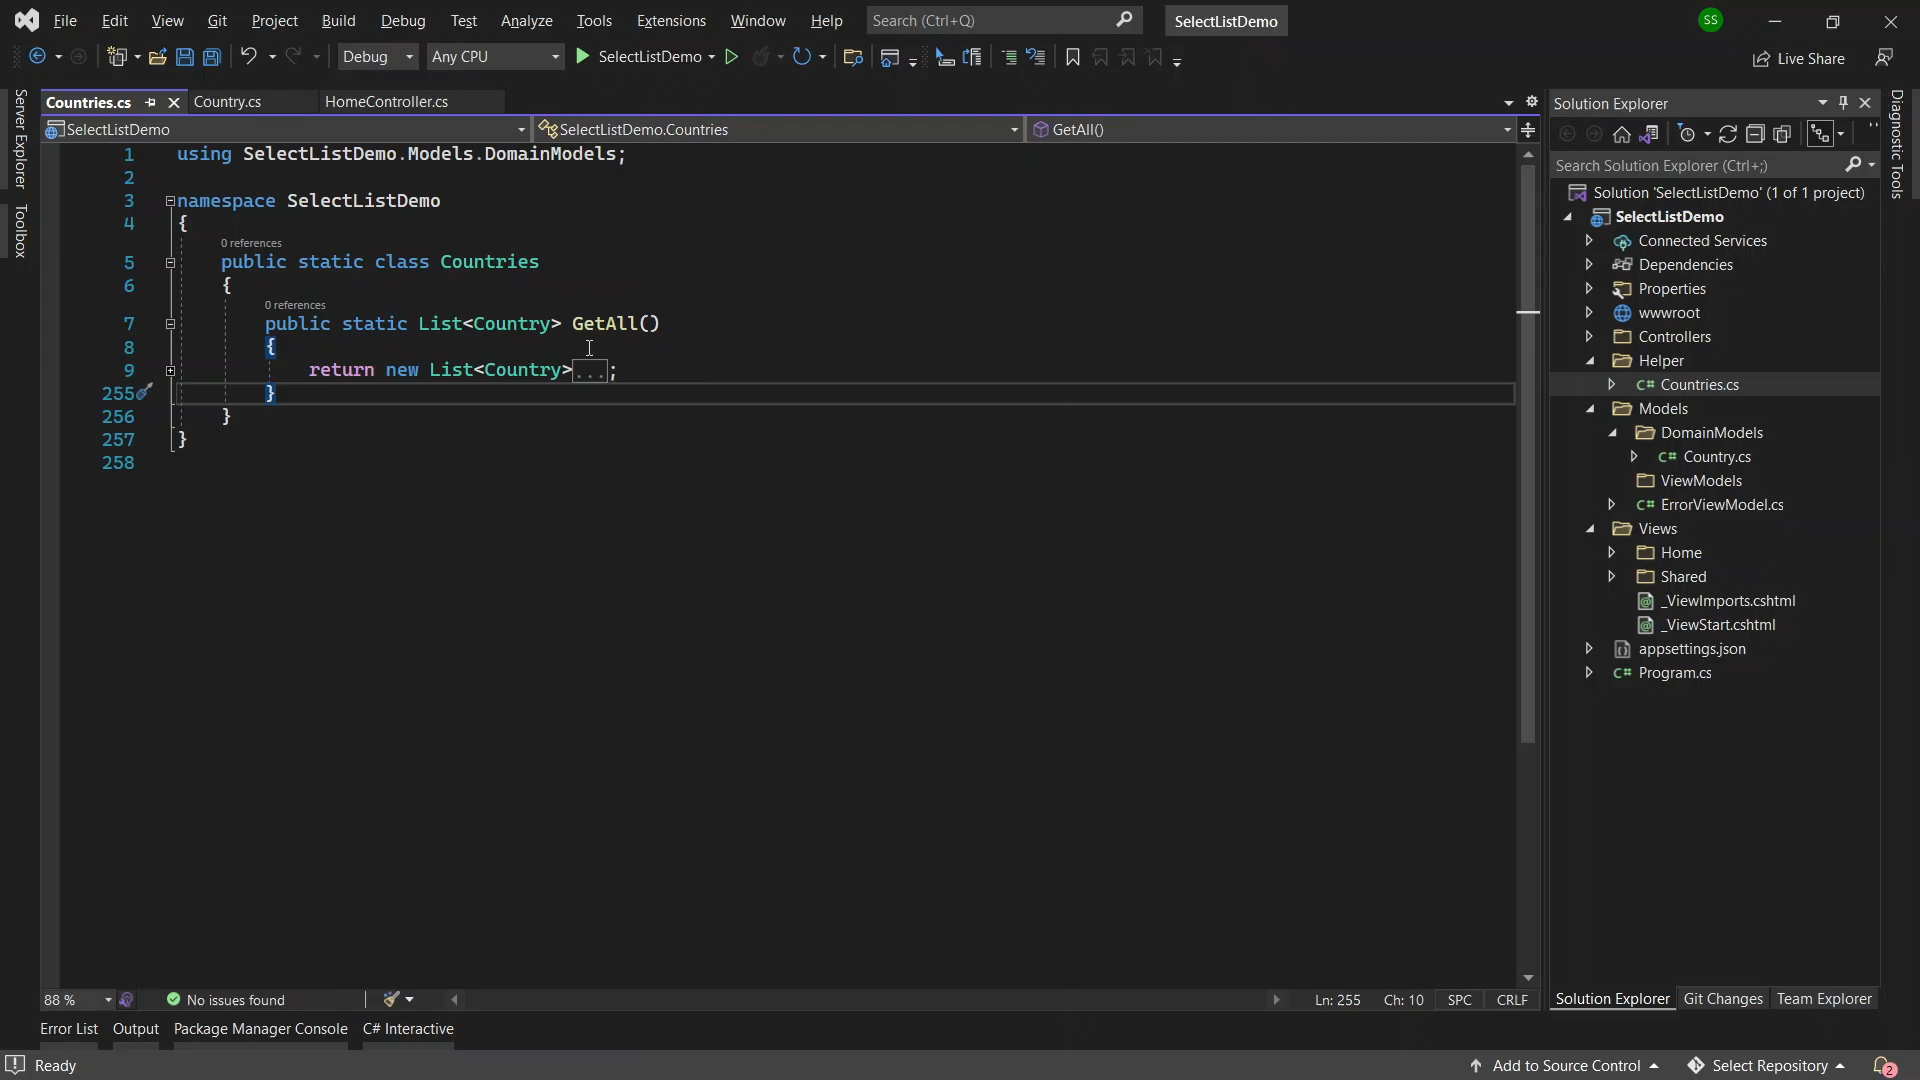 File Edit View Git Project Build Debug Test Analyze Tools Extensions Window Help Search (Ctrl+Q) SelectListDemo SS
Debug Any CPU SelectListDemo Live Share
Server Explorer
Toolbox
Countries.cs Country.cs HomeController.cs
SelectListDemo SelectListDemo.Countries GetAll()
1 using SelectListDemo.Models.DomainModels;
2
3 namespace SelectListDemo
4 {
0 references
5 public static class Countries
6 {
0 references
7 public static List<Country> GetAll()
8 {
9 return new List<Country>...;
255 }
256 }
257 }
258
88 % No issues found Ln: 255 Ch: 10 SPC CRLF
Solution Explorer
Search Solution Explorer (Ctrl+;)
Solution 'SelectListDemo' (1 of 1 project)
SelectListDemo
Connected Services
Dependencies
Properties
wwwroot
Controllers
Helper
C# Countries.cs
Models
DomainModels
C# Country.cs
ViewModels
C# ErrorViewModel.cs
Views
Home
Shared
_ViewImports.cshtml
_ViewStart.cshtml
appsettings.json
C# Program.cs
Solution Explorer Git Changes Team Explorer
Diagnostic Tools
Error List Output Package Manager Console C# Interactive
Ready Add to Source Control Select Repository 2